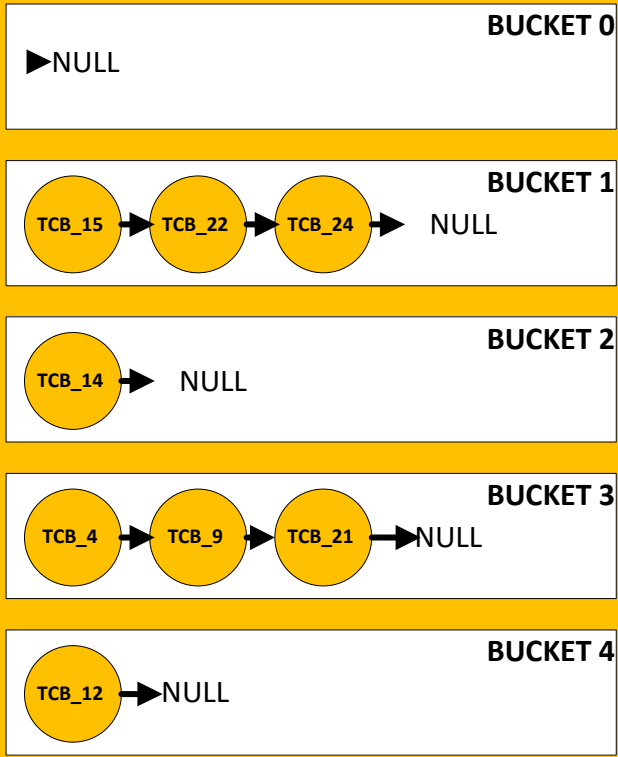 BUCKET 0
NULL
BUCKET 1
TCB_15 TCB_22 TCB_24 NULL
BUCKET 2
TCB_14 NULL
BUCKET 3
TCB_4 TCB_9 TCB_21 NULL
BUCKET 4
TCB_12 NULL